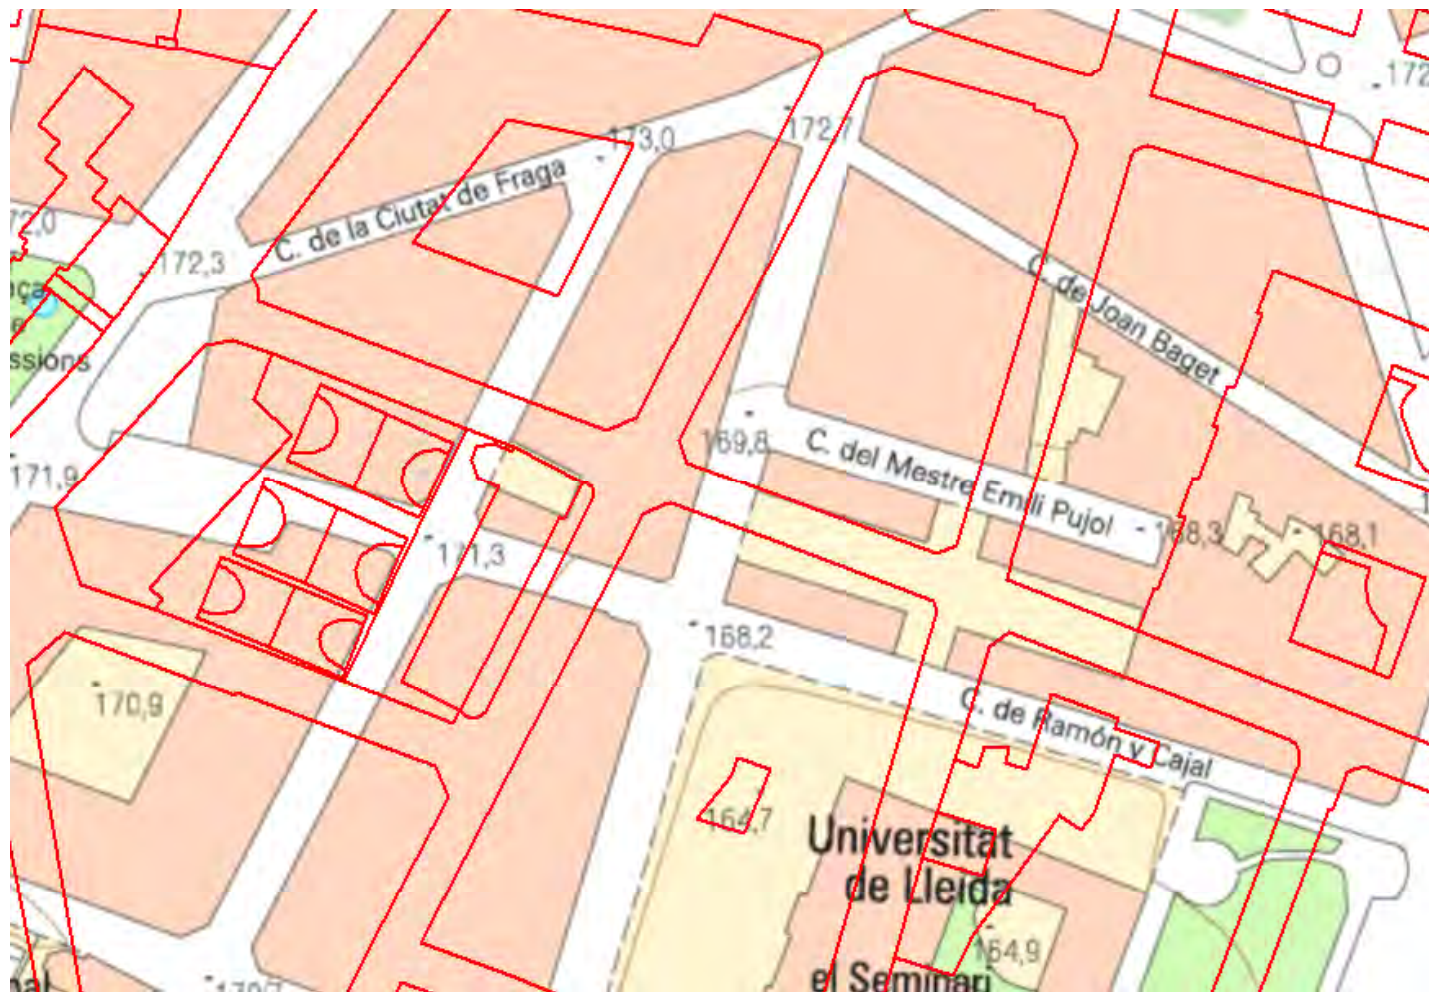 172
173,0
172,7
C. de la Ciutat de Fraga
72,0
172,3
C. de Joan Baget
ssións
169,8
C. del Mestre Emili Pujol
171,9
168,3
168,1
171,3
168,2
170,9
C. de Ramón y Cajal
164,7
Universitat
de Lleida
164,9
el Seminari